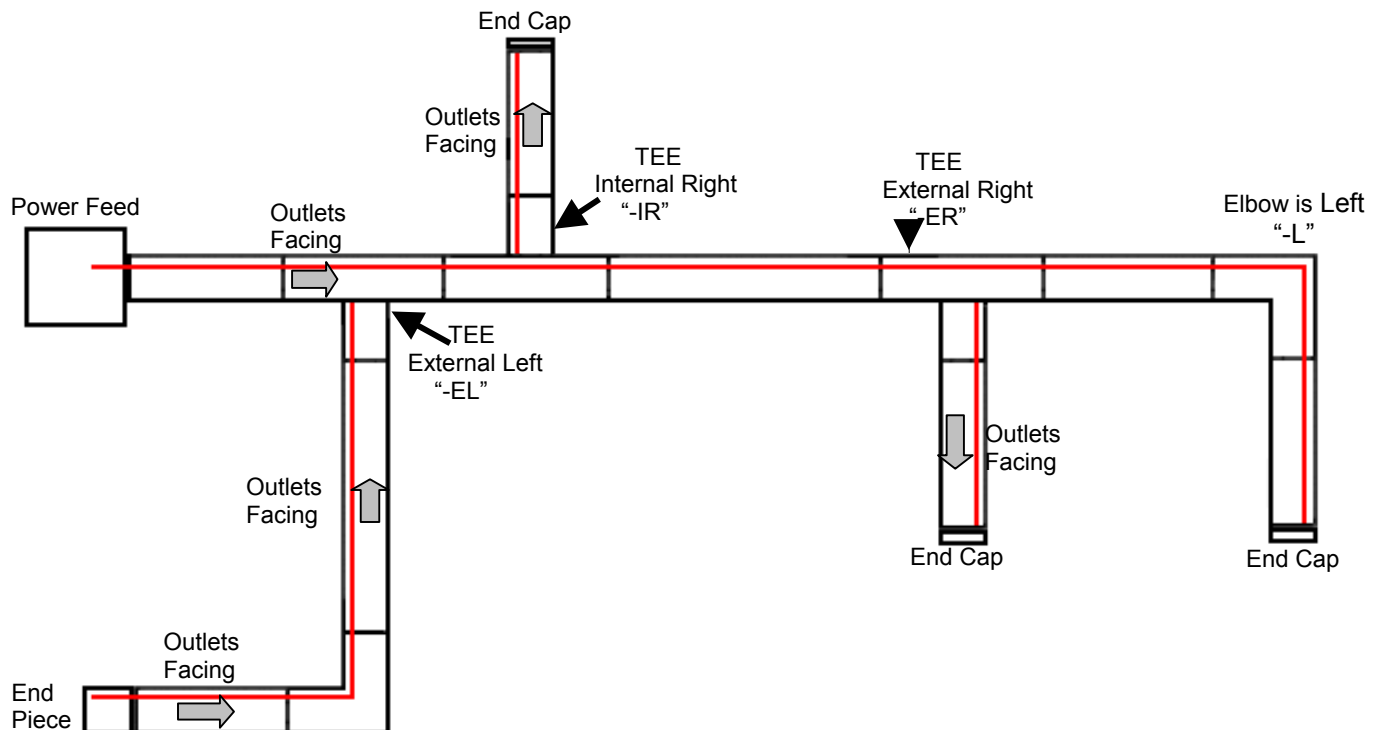 End Cap
Outlets
Facing
TEE
Internal Right
“-IR”
TEE
External Right
“-ER”
Power Feed
Outlets
Facing
Elbow is Left
“-L”
TEE
External Left
“-EL”
Outlets
Facing
Outlets
Facing
End Cap
End Cap
Outlets
Facing
End
Piece